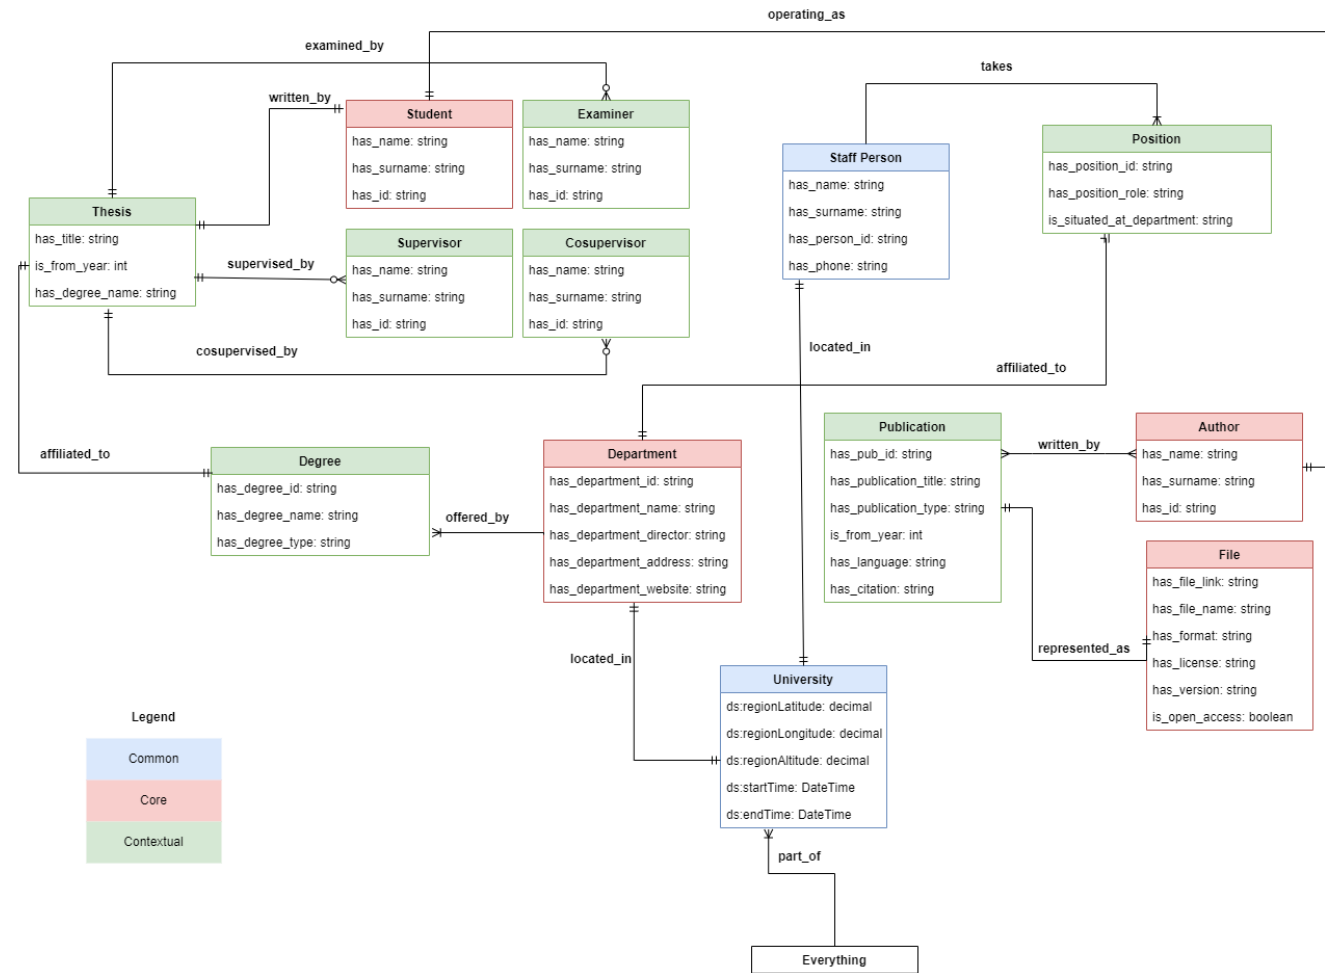 operating_as
examined_by
takes
written_by
Student
has_name: string
has_surname: string
has_id: string
Examiner
has_name: string
has_surname: string
has_id: string
Staff Person
has_name: string
has_surname: string
has_person_id: string
has_phone: string
Position
has_position_id: string
has_position_role: string
is_situated_at_department: string
Thesis
has_title: string
is_from_year: int
has_degree_name: string
supervised_by
Supervisor
has_name: string
has_surname: string
has_id: string
Cosupervisor
has_name: string
has_surname: string
has_id: string
cosupervised_by
located_in
affiliated_to
affiliated_to
Degree
has_degree_id: string
has_degree_name: string
has_degree_type: string
offered_by
Department
has_department_id: string
has_department_name: string
has_department_director: string
has_department_address: string
has_department_website: string
Publication
has_pub_id: string
has_publication_title: string
has_publication_type: string
is_from_year: int
has_language: string
has_citation: string
written_by
Author
has_name: string
has_surname: string
has_id: string
File
has_file_link: string
has_file_name: string
has_format: string
has_license: string
has_version: string
is_open_access: boolean
represented_as
located_in
University
ds:regionLatitude: decimal
ds:regionLongitude: decimal
ds:regionAltitude: decimal
ds:startTime: DateTime
ds:endTime: DateTime
Legend
Common
Core
Contextual
part_of
Everything